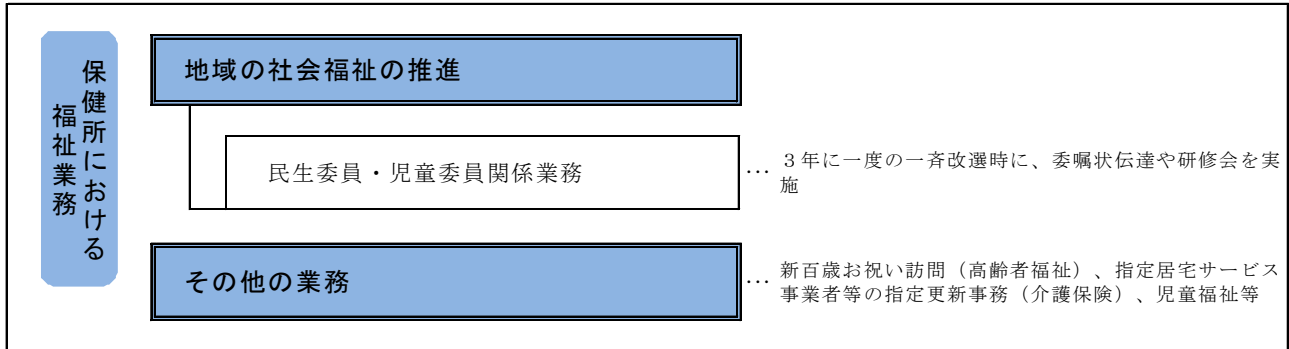 保健所における
福祉業務
地域の社会福祉の推進
民生委員・児童委員関係業務
… 3年に一度の一斉改選時に、委嘱状伝達や研修会を実
施
その他の業務
… 新百歳お祝い訪問（高齢者福祉）、指定居宅サービス
事業者等の指定更新事務（介護保険）、児童福祉等